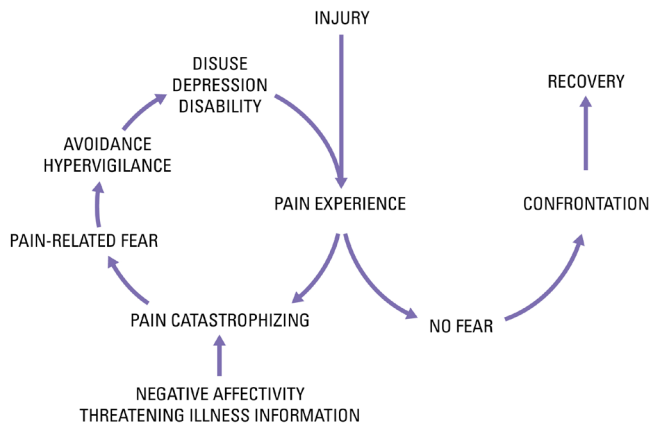 INJURY
DISUSE
DEPRESSION
DISABILITY
RECOVERY
AVOIDANCE
HYPERVIGILANCE
PAIN EXPERIENCE
CONFRONTATION
PAIN-RELATED FEAR
PAIN CATASTROPHIZING
NO FEAR
NEGATIVE AFFECTIVITY
THREATENING ILLNESS INFORMATION